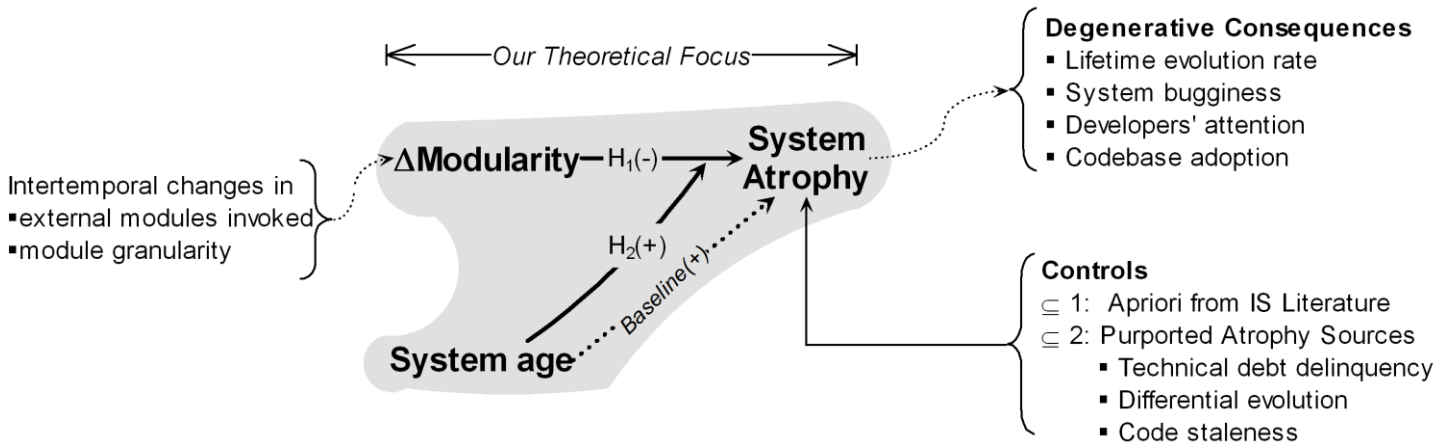 Our Theoretical Focus
Intertemporal changes in
▪external modules invoked
▪module granularity
ΔModularity
H₁(-)
System
Atrophy
H₂(+)
Baseline(+)
System age
Degenerative Consequences
▪ Lifetime evolution rate
▪ System bugginess
▪ Developers' attention
▪ Codebase adoption
Controls
⊆ 1: Apriori from IS Literature
⊆ 2: Purported Atrophy Sources
▪ Technical debt delinquency
▪ Differential evolution
▪ Code staleness